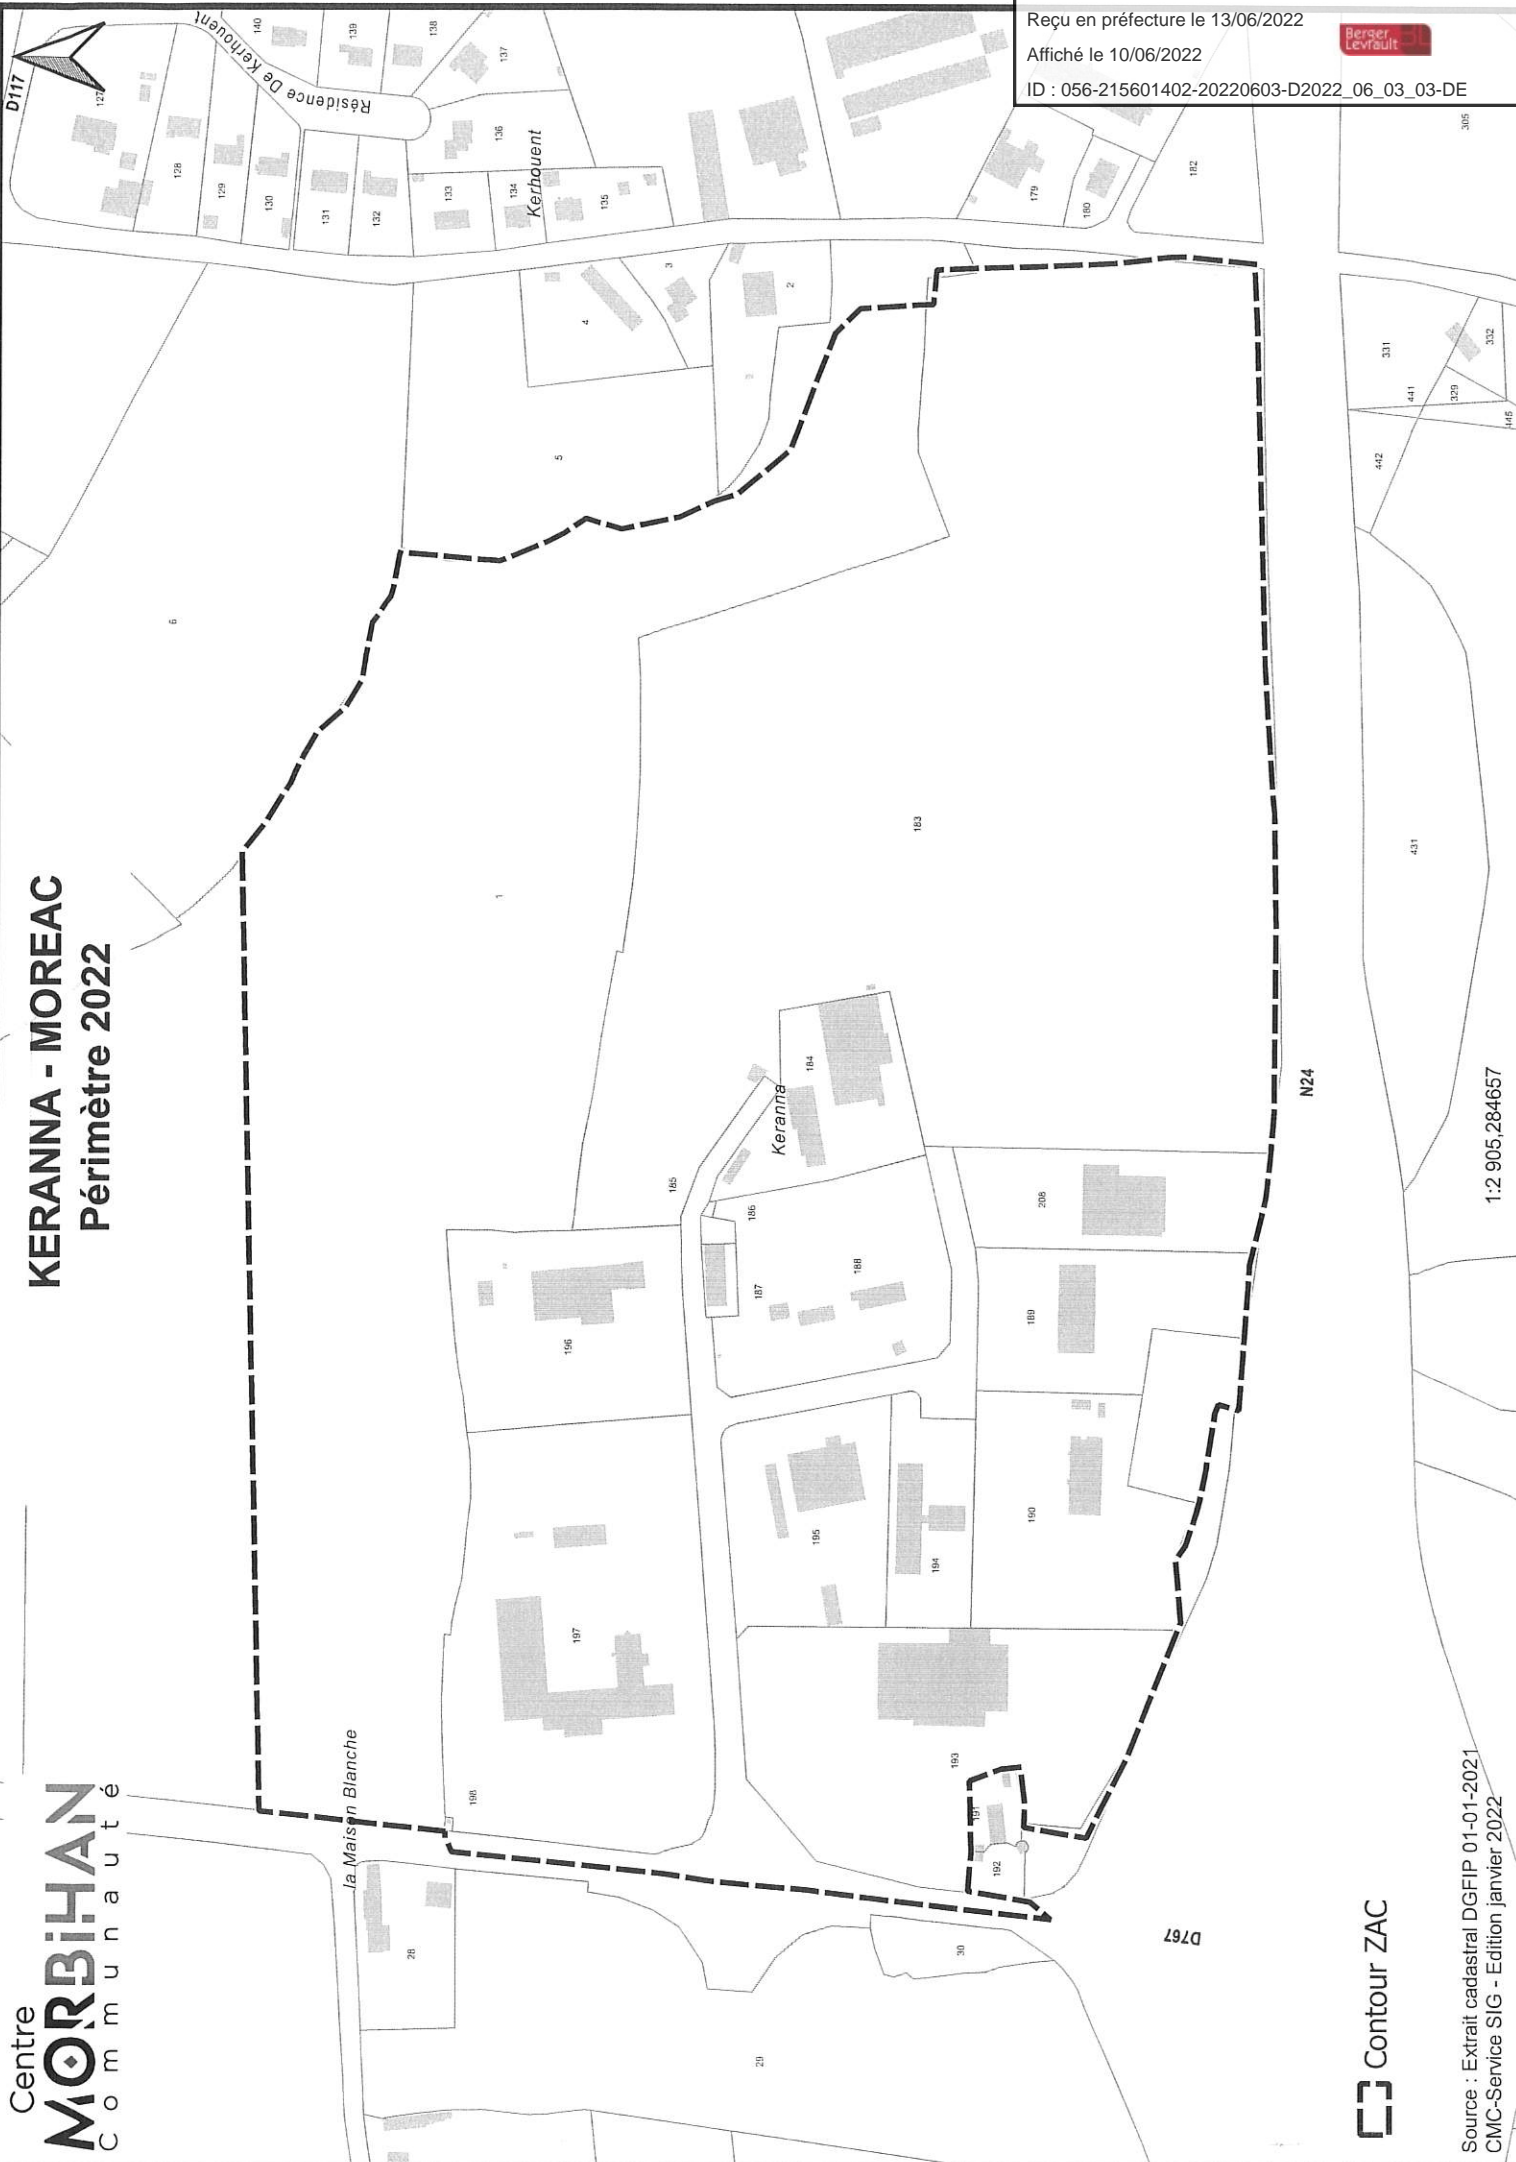 Reçu en préfecture le 13/06/2022
Affiché le 10/06/2022
Berger
Levrault
ID : 056-215601402-20220603-D2022_06_03_03-DE
Centre
MORBiHAN
Communauté
KERANNA - MOREAC
Périmètre 2022
D117
Résidence De Kerhouent
Kerhouent
127
128
129
130
131
132
133
134
135
136
137
138
139
140
179
180
182
305
2
2
3
4
5
6
1
183
184
Keranna
185
186
187
188
189
208
190
191
192
193
194
195
196
197
198
la Maison Blanche
28
29
30
D767
N24
331
332
329
441
442
445
431
Contour ZAC
1:2 905,284657
Source : Extrait cadastral DGFIP 01-01-2021
CMC-Service SIG - Edition janvier 2022